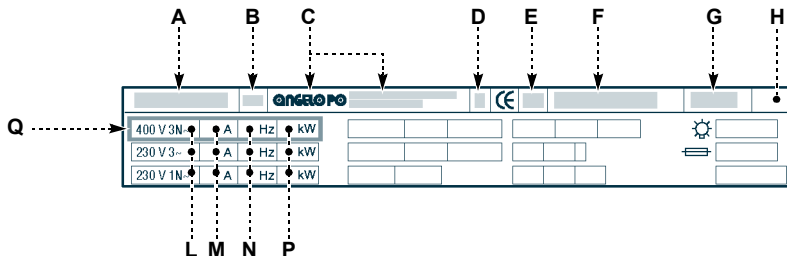 A B C D E F G H
ANGELO PO CE
Q 400 V 3N~ A Hz kW
230 V 3~ A Hz kW
230 V 1N~ A Hz kW
L M N P